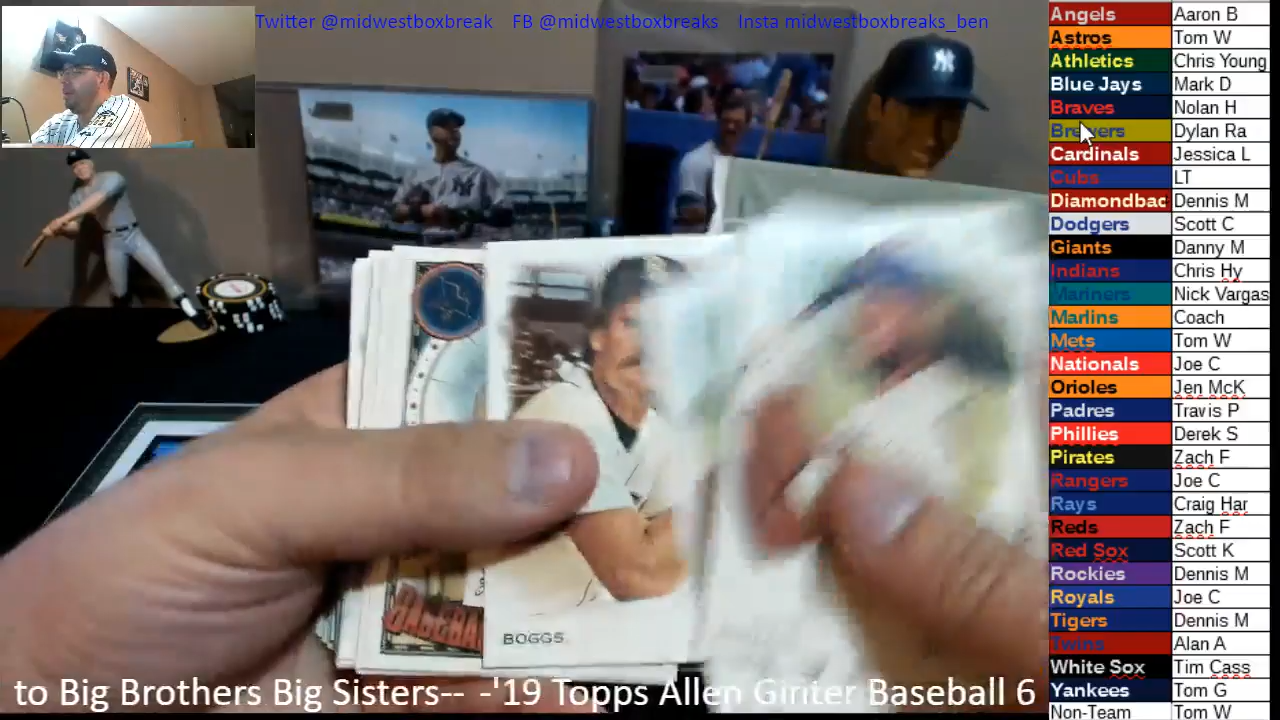 Twitter @midwestboxbreak FB @midwestboxbreaks Insta midwestboxbreaks_ben
Angels Aaron B
Astros Tom W
Athletics Chris Young
Blue Jays Mark D
Braves Nolan H
Brewers Dylan Ra
Cardinals Jessica L
Cubs LT
Diamondbac Dennis M
Dodgers Scott C
Giants Danny M
Indians Chris Hy
Mariners Nick Vargas
Marlins Coach
Mets Tom W
Nationals Joe C
Orioles Jen McK
Padres Travis P
Phillies Derek S
Pirates Zach F
Rangers Joe C
Rays Craig Har
Reds Zach F
Red Sox Scott K
Rockies Dennis M
Royals Joe C
Tigers Dennis M
Twins Alan A
White Sox Tim Cass
Yankees Tom G
Non-Team Tom W
BOGGS
to Big Brothers Big Sisters-- -'19 Topps Allen Ginter Baseball 6